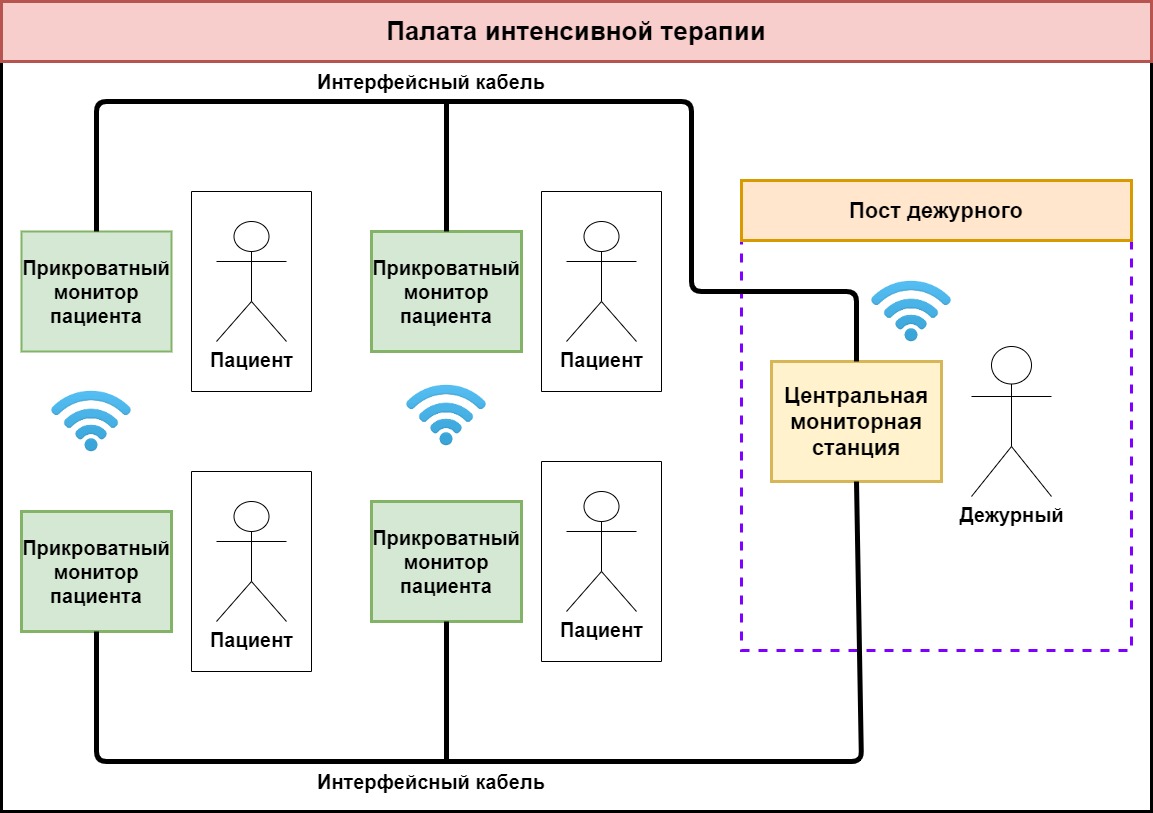 Палата интенсивной терапии
Интерфейсный кабель
Пост дежурного
Прикроватный
монитор
пациента
Пациент
Прикроватный
монитор
пациента
Пациент
Центральная
мониторная
станция
Дежурный
Прикроватный
монитор
пациента
Пациент
Прикроватный
монитор
пациента
Пациент
Интерфейсный кабель